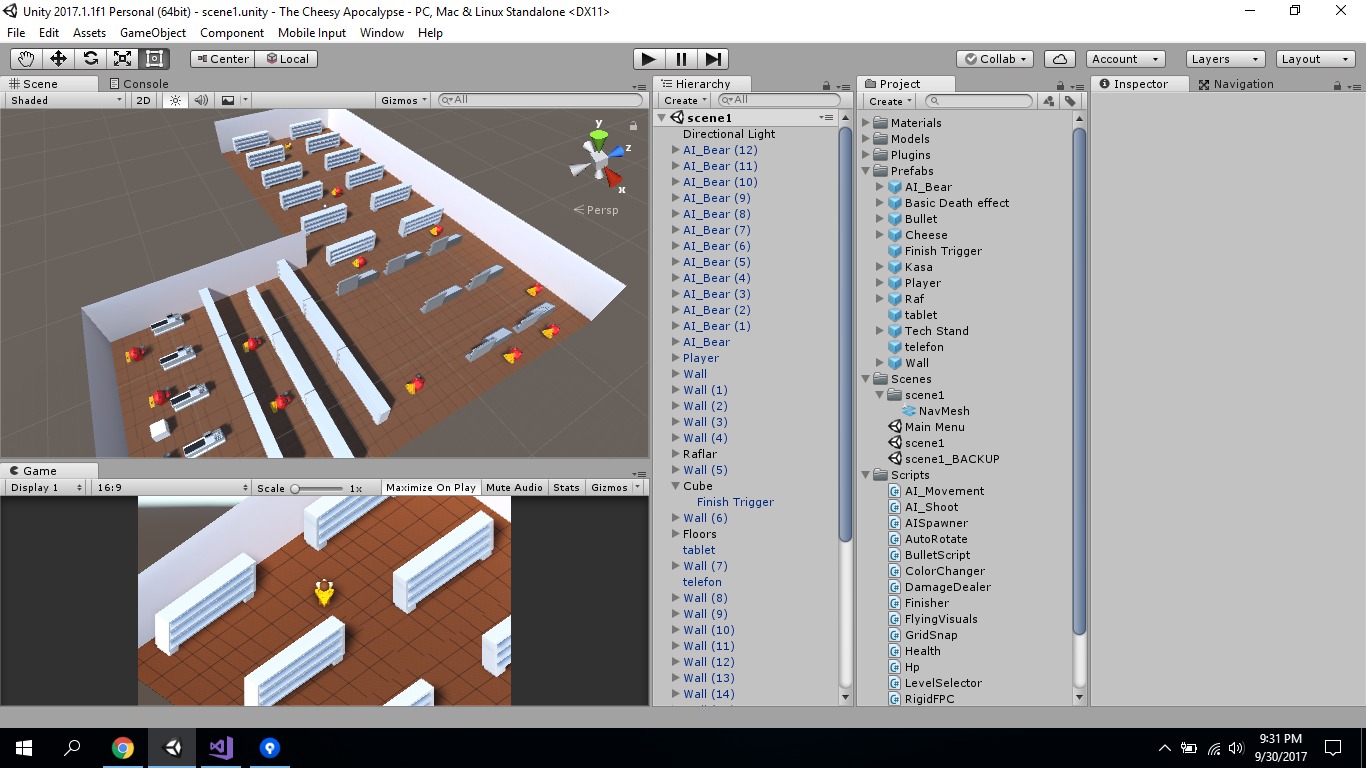 Unity 2017.1.1f1 Personal (64bit) - scene1.unity - The Cheesy Apocalypse - PC, Mac & Linux Standalone <DX11>
File Edit Assets GameObject Component Mobile Input Window Help
Center Local Collab Account Layers Layout
Scene Console
Shaded 2D Gizmos All
y
z
x
Persp
Game
Display 1 16:9 Scale 1x Maximize On Play Mute Audio Stats Gizmos
Hierarchy
Create All
scene1
Directional Light
AI_Bear (12)
AI_Bear (11)
AI_Bear (10)
AI_Bear (9)
AI_Bear (8)
AI_Bear (7)
AI_Bear (6)
AI_Bear (5)
AI_Bear (4)
AI_Bear (3)
AI_Bear (2)
AI_Bear (1)
AI_Bear
Player
Wall
Wall (1)
Wall (2)
Wall (3)
Wall (4)
Raflar
Wall (5)
Cube
Finish Trigger
Wall (6)
Floors
tablet
Wall (7)
telefon
Wall (8)
Wall (9)
Wall (10)
Wall (11)
Wall (12)
Wall (13)
Wall (14)
Project
Create
Materials
Models
Plugins
Prefabs
AI_Bear
Basic Death effect
Bullet
Cheese
Finish Trigger
Kasa
Player
Raf
tablet
Tech Stand
telefon
Wall
Scenes
scene1
NavMesh
Main Menu
scene1
scene1_BACKUP
Scripts
AI_Movement
AI_Shoot
AISpawner
AutoRotate
BulletScript
ColorChanger
DamageDealer
Finisher
FlyingVisuals
GridSnap
Health
Hp
LevelSelector
RigidFPC
Inspector Navigation
9:31 PM
9/30/2017